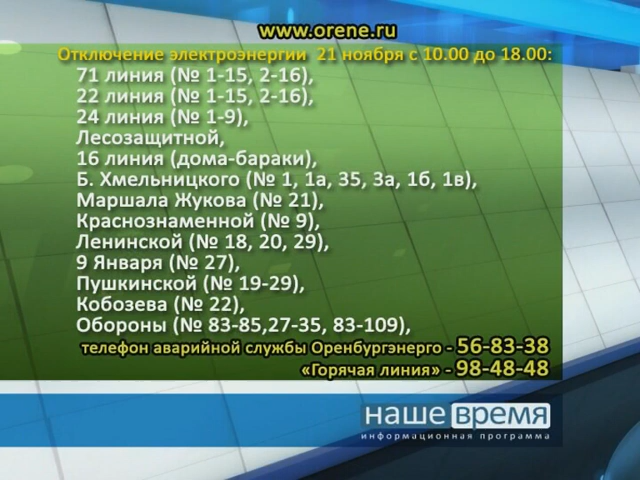 www.orene.ru
Отключение электроэнергии 21 ноября с 10.00 до 18.00:
71 линия (№ 1-15, 2-16),
22 линия (№ 1-15, 2-16),
24 линия (№ 1-9),
Лесозащитной,
16 линия (дома-бараки),
Б. Хмельницкого (№ 1, 1а, 35, 3а, 1б, 1в),
Маршала Жукова (№ 21),
Краснознаменной (№ 9),
Ленинской (№ 18, 20, 29),
9 Января (№ 27),
Пушкинской (№ 19-29),
Кобозева (№ 22),
Обороны (№ 83-85,27-35, 83-109),
телефон аварийной службы Оренбургэнерго - 56-83-38
«Горячая линия» - 98-48-48
наше время
информационная программа